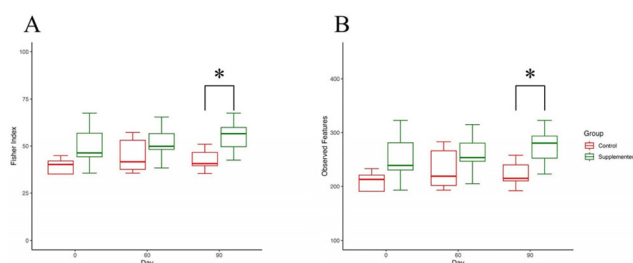 A
100
75
50
25
0
Fisher Index
*
0
60
90
Day
B
400
300
200
100
Observed Features
*
0
60
90
Day
Group
Control
Supplemented